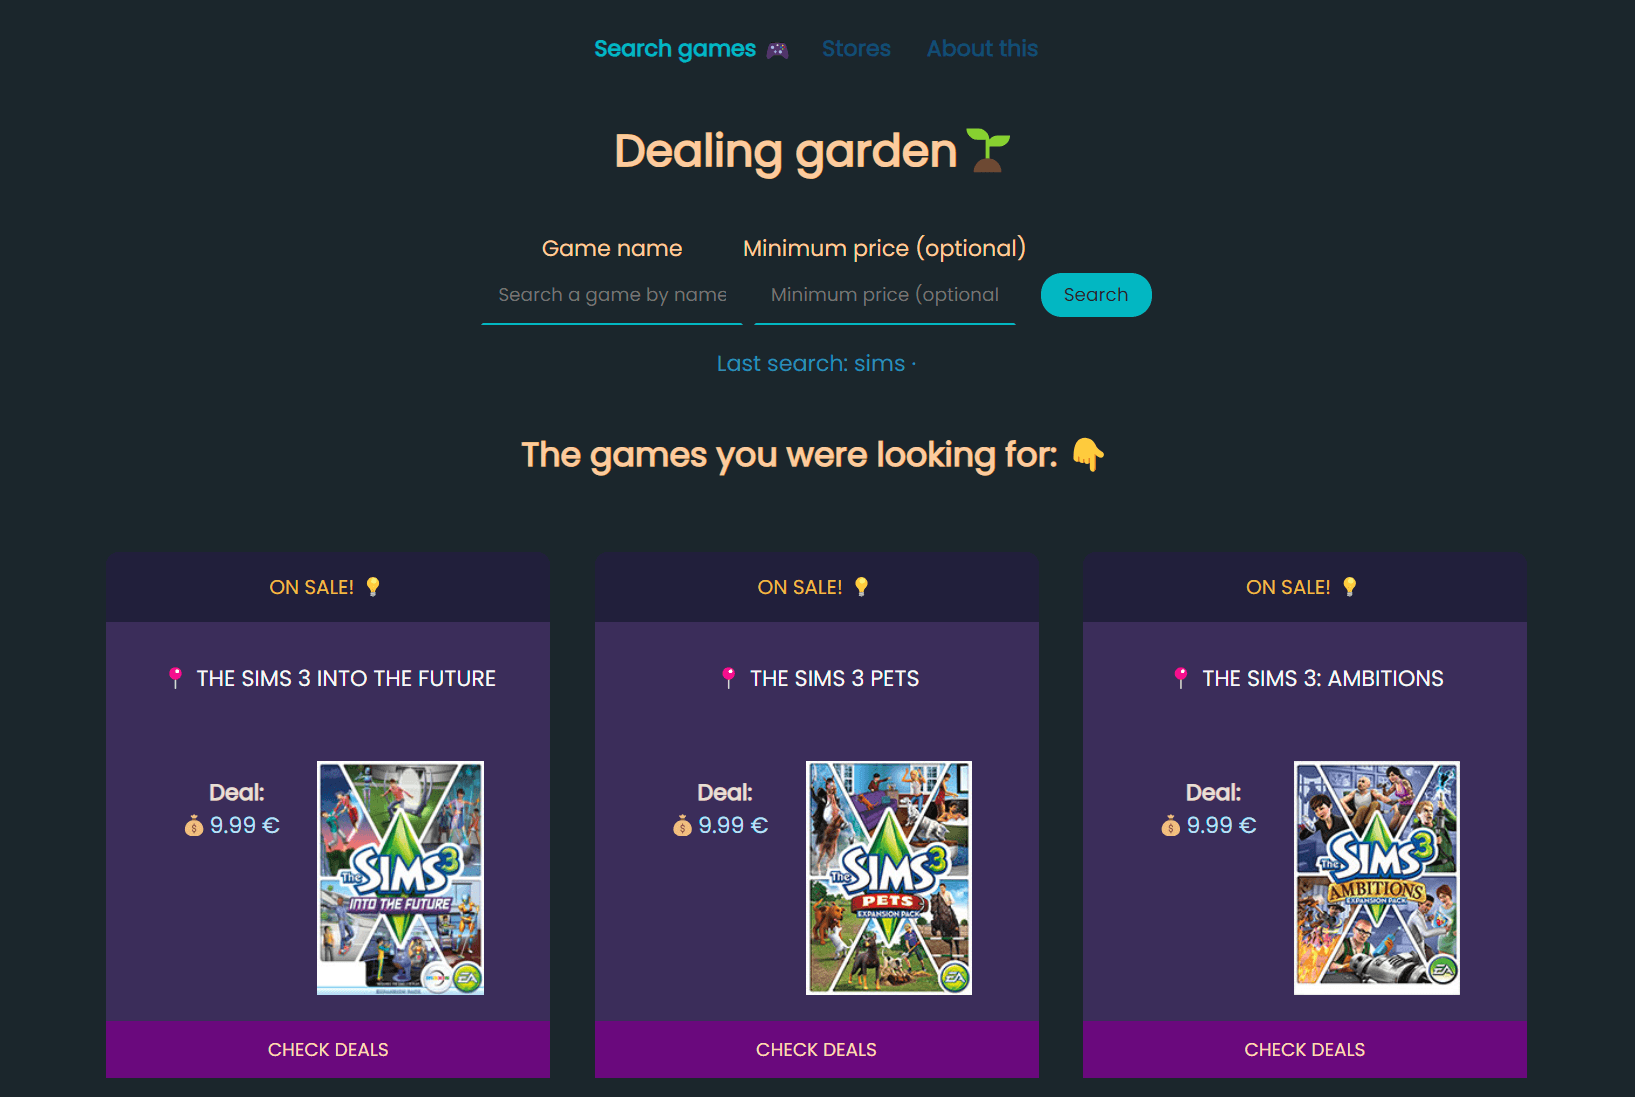 Search games 🎮 Stores About this
Dealing garden🌱
Game name Minimum price (optional)
Search a game by name Minimum price (optional Search
Last search: sims ·
The games you were looking for: 👇
ON SALE! 💡
📍 THE SIMS 3 INTO THE FUTURE
Deal:
💰 9.99 €
The SIMS 3
INTO THE FUTURE
EA
CHECK DEALS
ON SALE! 💡
📍 THE SIMS 3 PETS
Deal:
💰 9.99 €
The SIMS 3
PETS
EXPANSION PACK
EA
CHECK DEALS
ON SALE! 💡
📍 THE SIMS 3: AMBITIONS
Deal:
💰 9.99 €
The SIMS 3
AMBITIONS
EXPANSION PACK
EA
CHECK DEALS